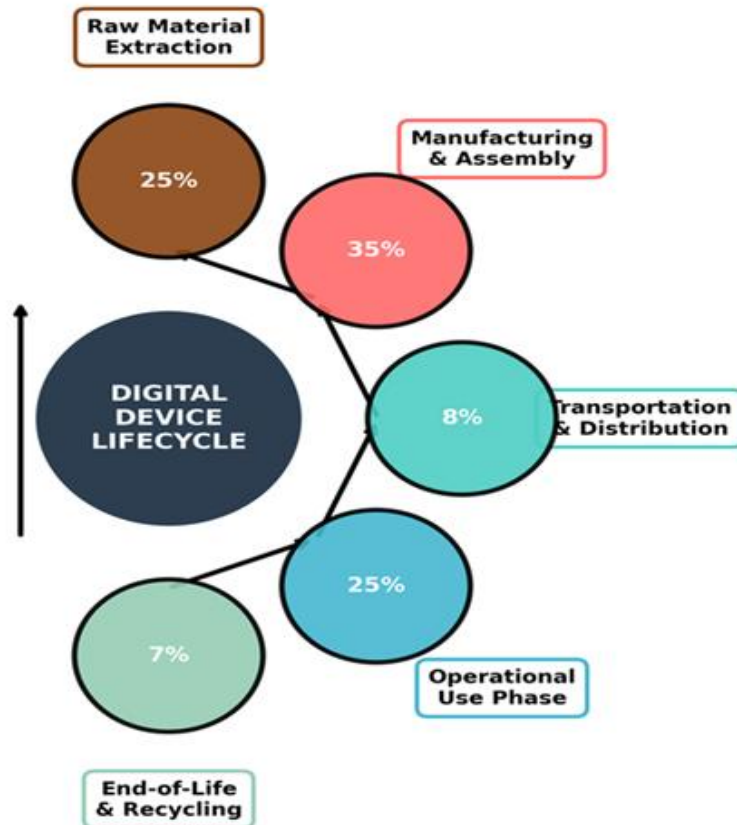 Raw Material
Extraction
25%
Manufacturing
& Assembly
35%
DIGITAL
DEVICE
LIFECYCLE
8%
Transportation
& Distribution
25%
Operational
Use Phase
7%
End-of-Life
& Recycling